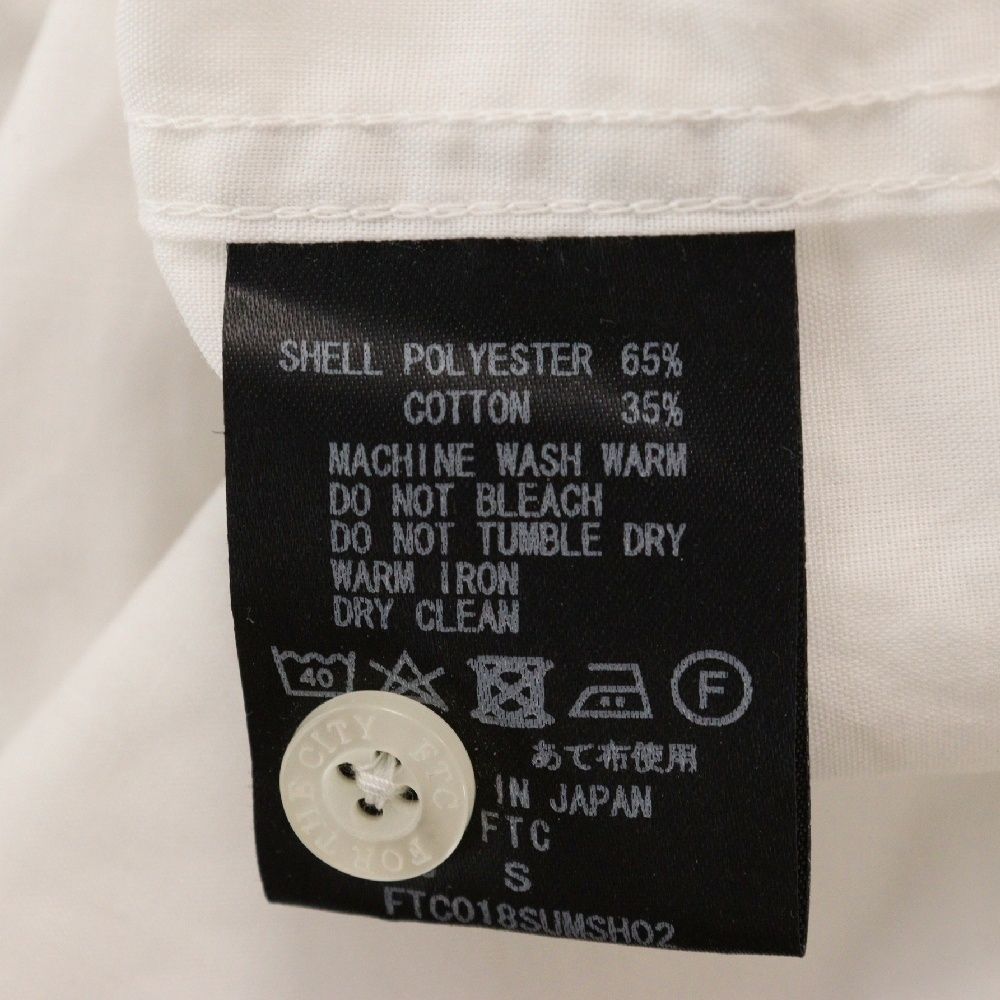 SHELL POLYESTER 65%
COTTON 35%
MACHINE WASH WARM
DO NOT BLEACH
DO NOT TUMBLE DRY
WARM IRON
DRY CLEAN
40
F
あて布使用
IN JAPAN
FTC
S
FTC018SUMSH02
FTC FOR THE CITY